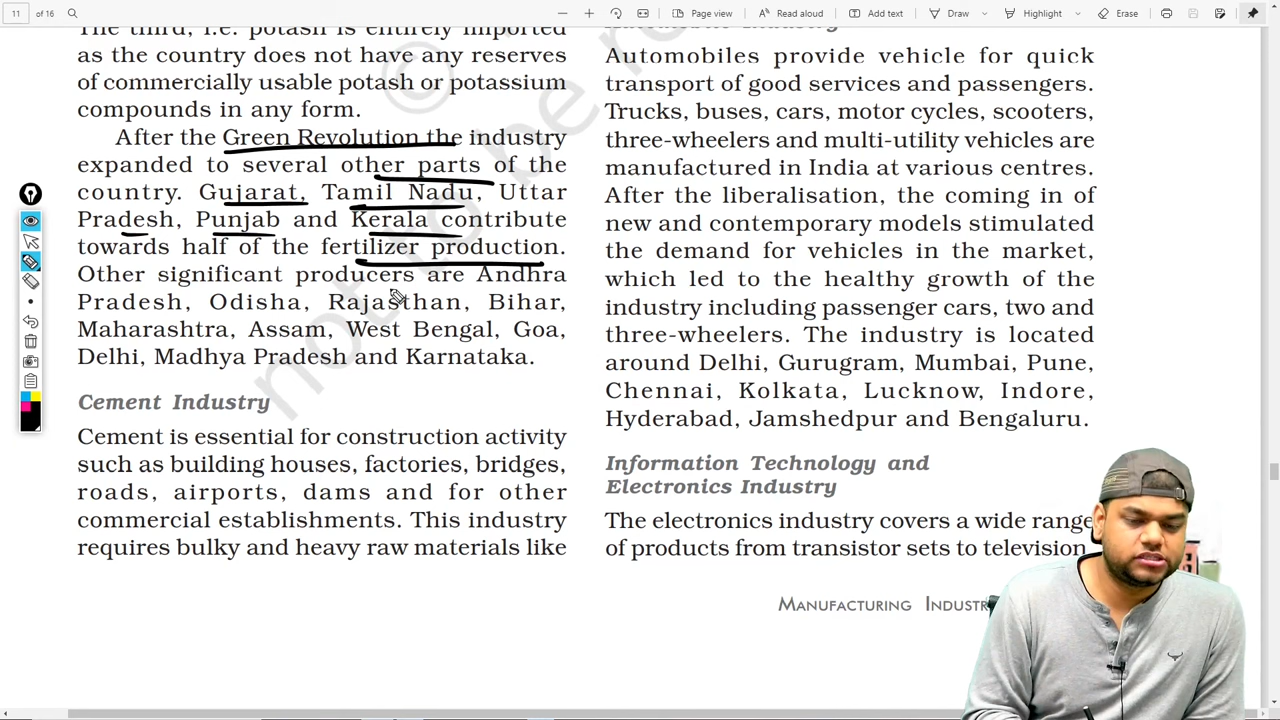 11 of 16
Page view
Read aloud
Add text
Draw
Highlight
Erase
The third, i.e. potash is entirely imported
as the country does not have any reserves
of commercially usable potash or potassium
compounds in any form.
After the Green Revolution the industry
expanded to several other parts of the
country. Gujarat, Tamil Nadu, Uttar
Pradesh, Punjab and Kerala contribute
towards half of the fertilizer production.
Other significant producers are Andhra
Pradesh, Odisha, Rajasthan, Bihar,
Maharashtra, Assam, West Bengal, Goa,
Delhi, Madhya Pradesh and Karnataka.
Cement Industry
Cement is essential for construction activity
such as building houses, factories, bridges,
roads, airports, dams and for other
commercial establishments. This industry
requires bulky and heavy raw materials like
Automobiles provide vehicle for quick
transport of good services and passengers.
Trucks, buses, cars, motor cycles, scooters,
three-wheelers and multi-utility vehicles are
manufactured in India at various centres.
After the liberalisation, the coming in of
new and contemporary models stimulated
the demand for vehicles in the market,
which led to the healthy growth of the
industry including passenger cars, two and
three-wheelers. The industry is located
around Delhi, Gurugram, Mumbai, Pune,
Chennai, Kolkata, Lucknow, Indore,
Hyderabad, Jamshedpur and Bengaluru.
Information Technology and
Electronics Industry
The electronics industry covers a wide range
of products from transistor sets to television
Manufacturing
© not to be